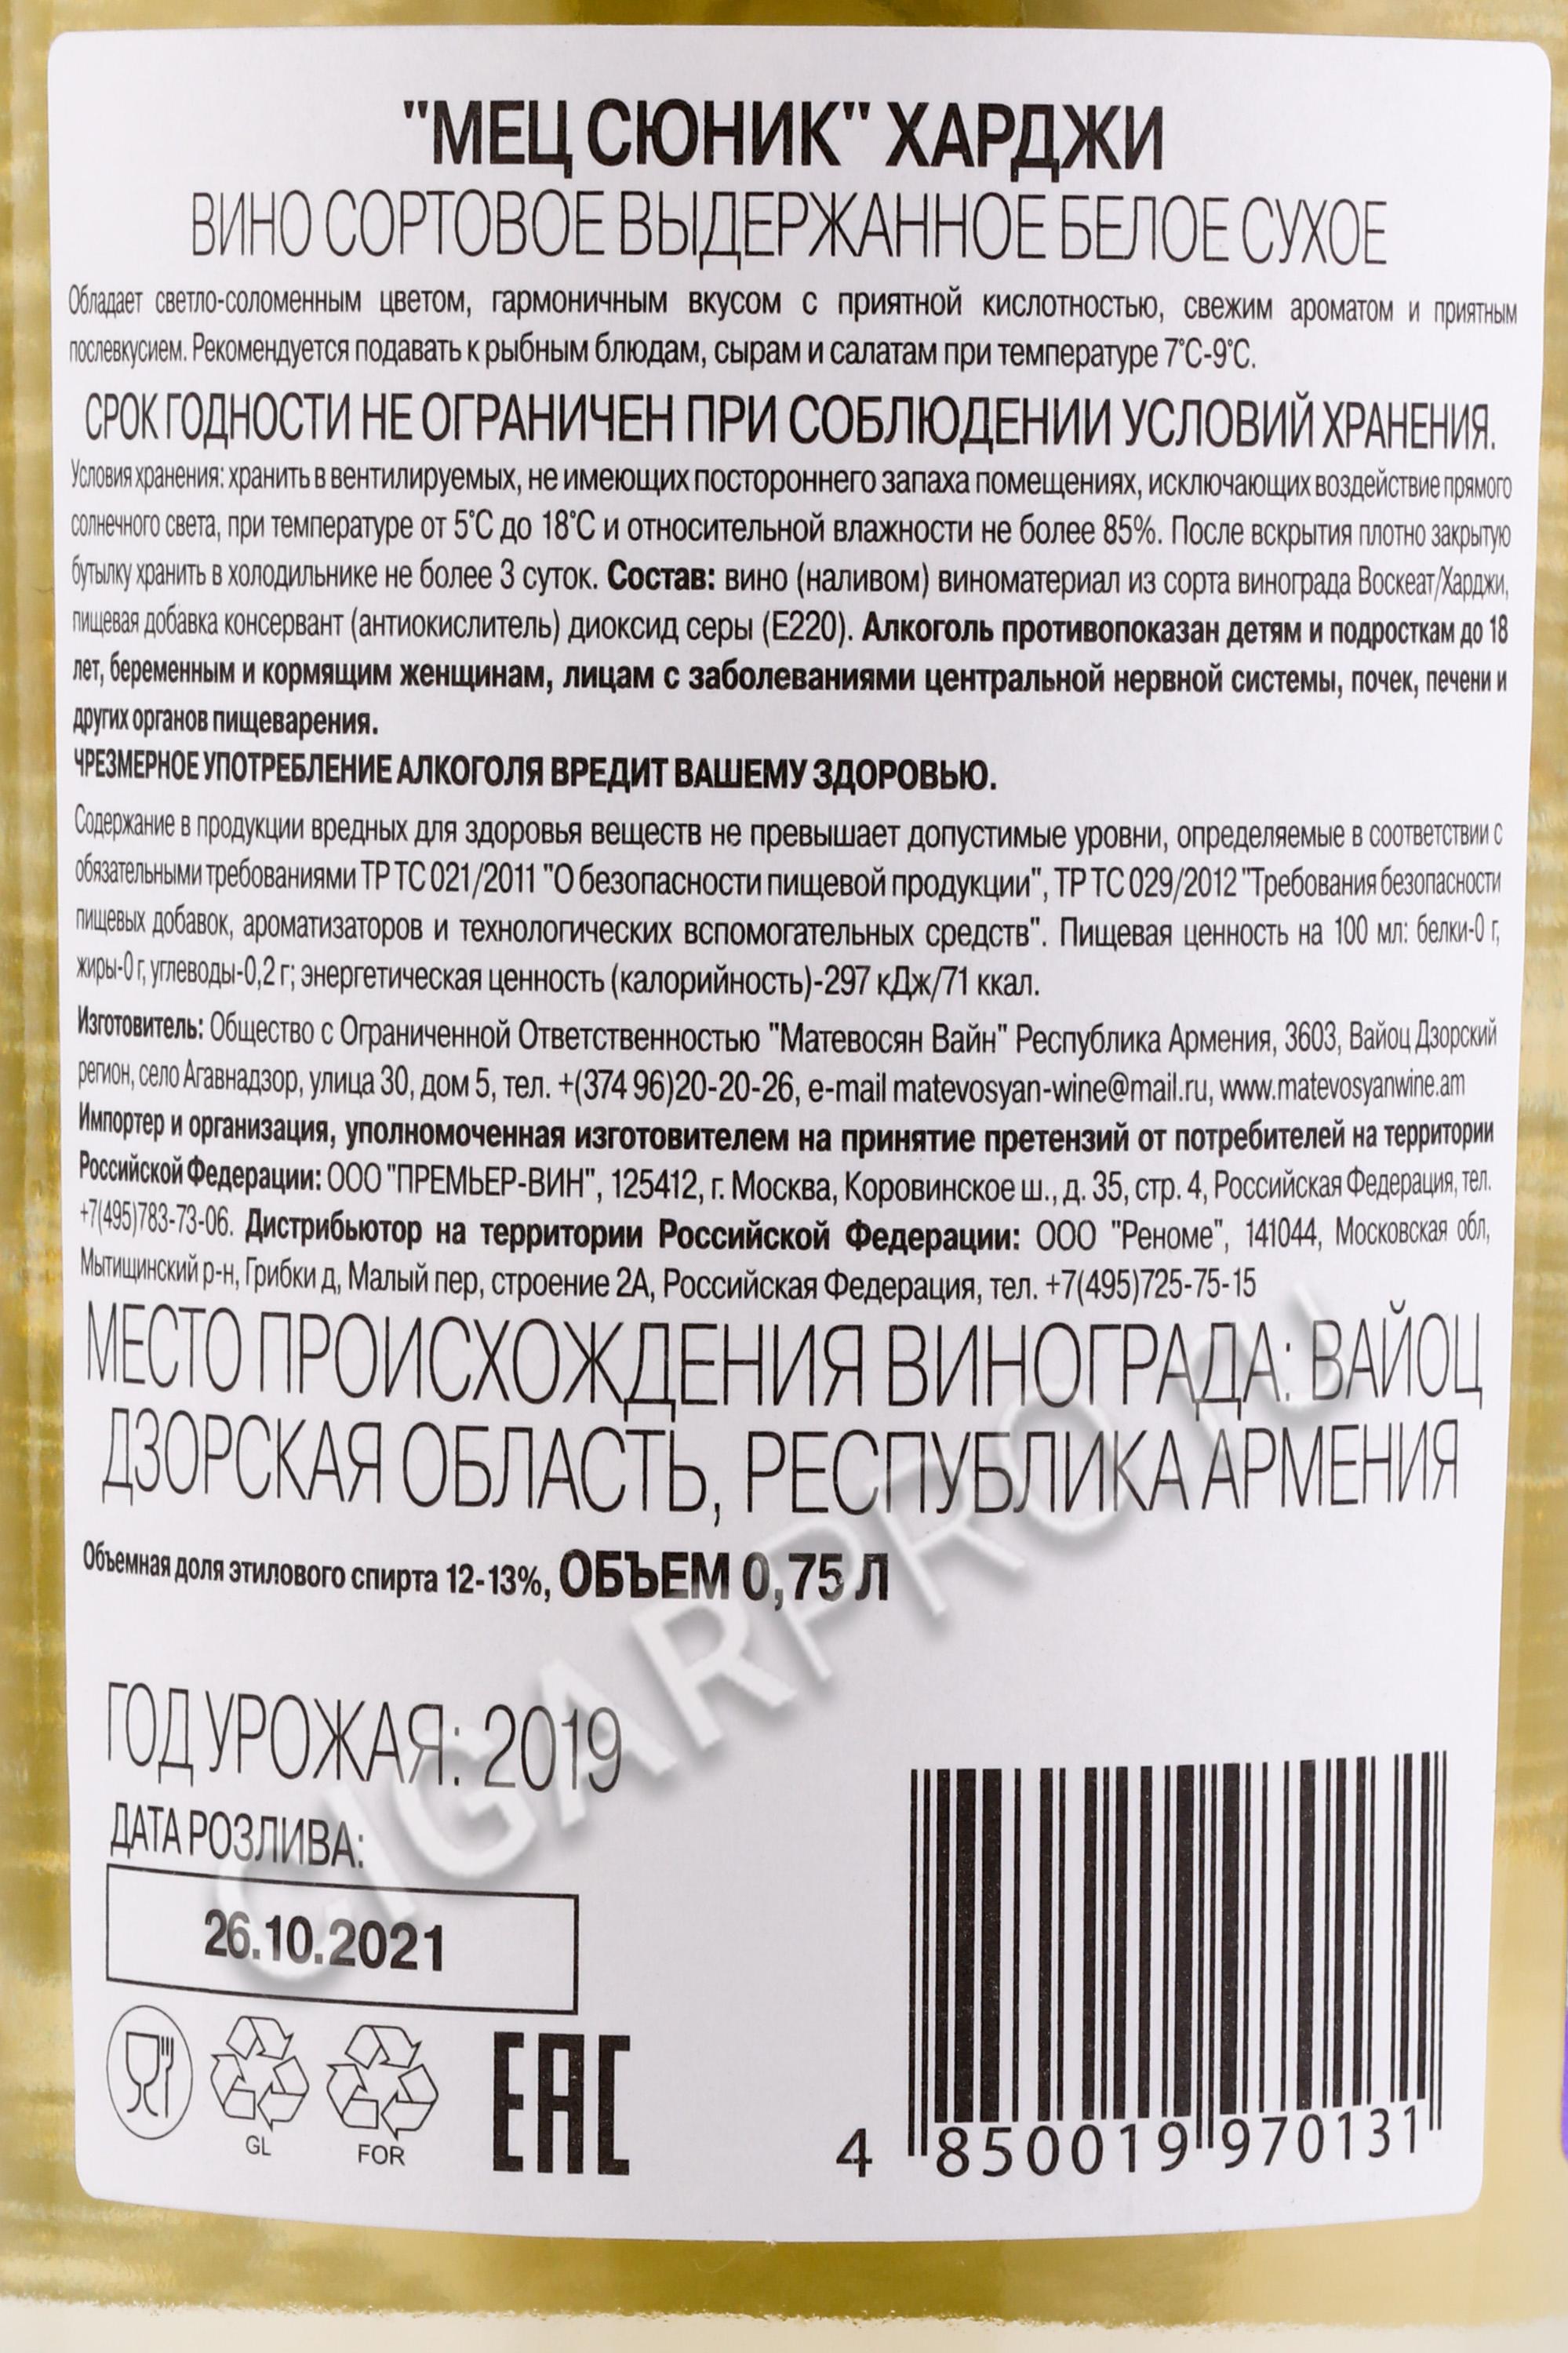 "МЕЦ СЮНИК" ХАРДЖИ
ВИНО СОРТОВОЕ ВЫДЕРЖАННОЕ БЕЛОЕ СУХОЕ
Обладает светло-соломенным цветом, гармоничным вкусом с приятной кислотностью, свежим ароматом и приятным
послевкусием. Рекомендуется подавать к рыбным блюдам, сырам и салатам при температуре 7°С-9°С.
СРОК ГОДНОСТИ НЕ ОГРАНИЧЕН ПРИ СОБЛЮДЕНИИ УСЛОВИЙ ХРАНЕНИЯ.
Условия хранения: хранить в вентилируемых, не имеющих постороннего запаха помещениях, исключающих воздействие прямого
солнечного света, при температуре от 5°С до 18°С и относительной влажности не более 85%. После вскрытия плотно закрытую
бутылку хранить в холодильнике не более 3 суток. Состав: вино (наливом) виноматериал из сорта винограда Воскеат/Харджи,
пищевая добавка консервант (антиокислитель) диоксид серы (Е220). Алкоголь противопоказан детям и подросткам до 18
лет, беременным и кормящим женщинам, лицам с заболеваниями центральной нервной системы, почек, печени и
других органов пищеварения.
ЧРЕЗМЕРНОЕ УПОТРЕБЛЕНИЕ АЛКОГОЛЯ ВРЕДИТ ВАШЕМУ ЗДОРОВЬЮ.
Содержание в продукции вредных для здоровья веществ не превышает допустимые уровни, определяемые в соответствии с
обязательными требованиями ТР ТС 021/2011 "О безопасности пищевой продукции", ТР ТС 029/2012 "Требования безопасности
пищевых добавок, ароматизаторов и технологических вспомогательных средств". Пищевая ценность на 100 мл: белки-0 г,
жиры-0 г, углеводы-0,2 г; энергетическая ценность (калорийность)-297 кДж/71 ккал.
Изготовитель: Общество с Ограниченной Ответственностью "Матевосян Вайн" Республика Армения, 3603, Вайоц Дзорский
регион, село Агавнадзор, улица 30, дом 5, тел. +(374 96)20-20-26, e-mail matevosyan-wine@mail.ru, www.matevosyanwine.am
Импортер и организация, уполномоченная изготовителем на принятие претензий от потребителей на территории
Российской Федерации: ООО "ПРЕМЬЕР-ВИН", 125412, г. Москва, Коровинское ш., д. 35, стр. 4, Российская Федерация, тел.
+7(495)783-73-06. Дистрибьютор на территории Российской Федерации: ООО "Реноме", 141044, Московская обл,
Мытищинский р-н, Грибки д, Малый пер, строение 2А, Российская Федерация, тел. +7(495)725-75-15
МЕСТО ПРОИСХОЖДЕНИЯ ВИНОГРАДА: ВАЙОЦ
ДЗОРСКАЯ ОБЛАСТЬ, РЕСПУБЛИКА АРМЕНИЯ
Объемная доля этилового спирта 12-13%, ОБЪЕМ 0,75 Л
ГОД УРОЖАЯ: 2019
ДАТА РОЗЛИВА:
26.10.2021
GL
FOR
EAC
4 850019 970131
CIGARPRO.ru